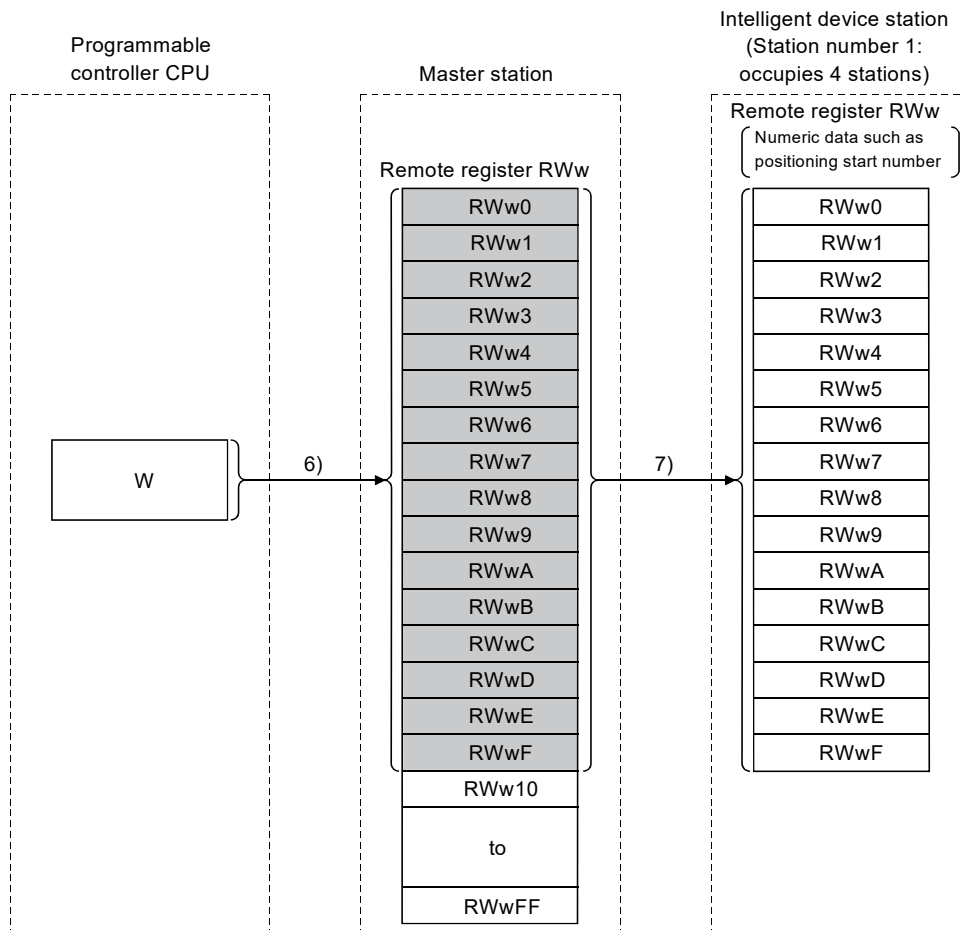 Programmable
controller CPU
W
6)
Master station
Remote register RWw
RWw0
RWw1
RWw2
RWw3
RWw4
RWw5
RWw6
RWw7
RWw8
RWw9
RWwA
RWwB
RWwC
RWwD
RWwE
RWwF
RWw10
to
RWwFF
7)
Intelligent device station
(Station number 1:
occupies 4 stations)
Remote register RWw
Numeric data such as
positioning start number
RWw0
RWw1
RWw2
RWw3
RWw4
RWw5
RWw6
RWw7
RWw8
RWw9
RWwA
RWwB
RWwC
RWwD
RWwE
RWwF